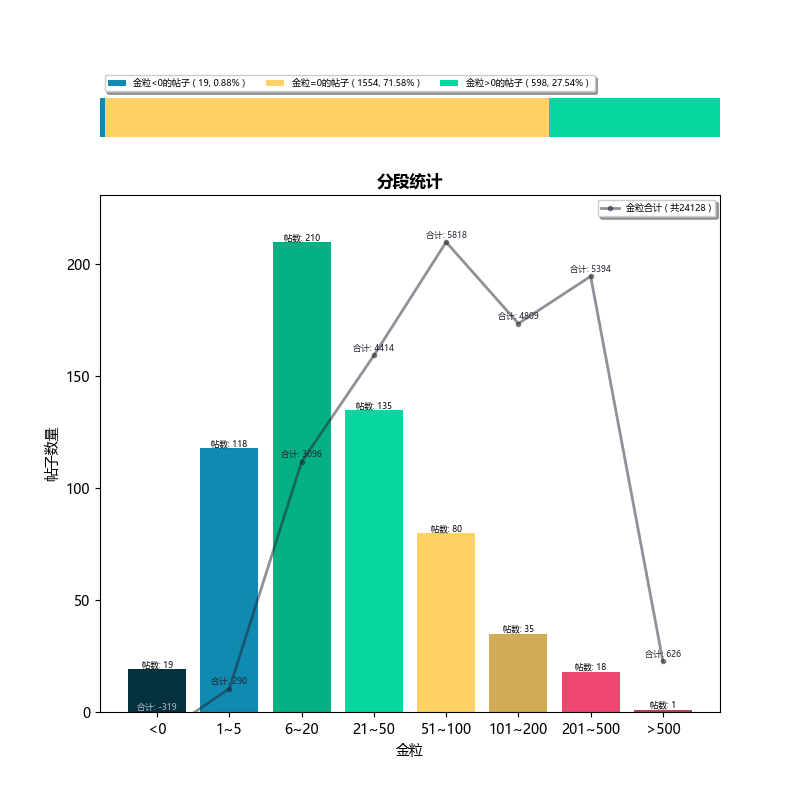 金粒<0的帖子 ( 19, 0.88% ) 金粒=0的帖子 ( 1554, 71.58% ) 金粒>0的帖子 ( 598, 27.54% )
分段统计
金粒合计 ( 共24128 )
帖子数量
200
150
100
50
0
帖数: 19
帖数: 118
帖数: 210
帖数: 135
帖数: 80
帖数: 35
帖数: 18
帖数: 1
合计: -319
合计: 290
合计: 3096
合计: 4414
合计: 5818
合计: 4809
合计: 5394
合计: 626
<0 1~5 6~20 21~50 51~100 101~200 201~500 >500
金粒